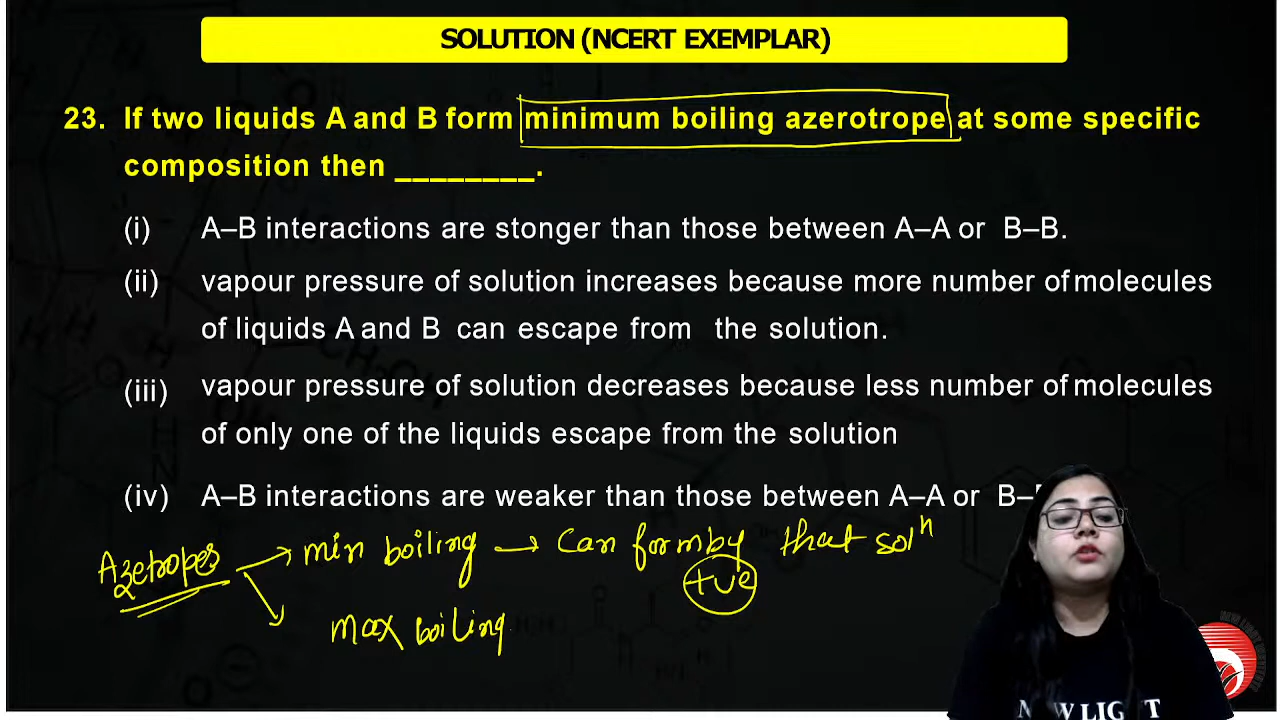 SOLUTION (NCERT EXEMPLAR)
23. If two liquids A and B form minimum boiling azerotrope at some specific
composition then ________.
(i) A–B interactions are stonger than those between A–A or B–B.
(ii) vapour pressure of solution increases because more number of molecules
of liquids A and B can escape from the solution.
(iii) vapour pressure of solution decreases because less number of molecules
of only one of the liquids escape from the solution
(iv) A–B interactions are weaker than those between A–A or B–
Azetropes → min boiling → Can form by that solⁿ
+ve
max boiling
NEW LIGHT